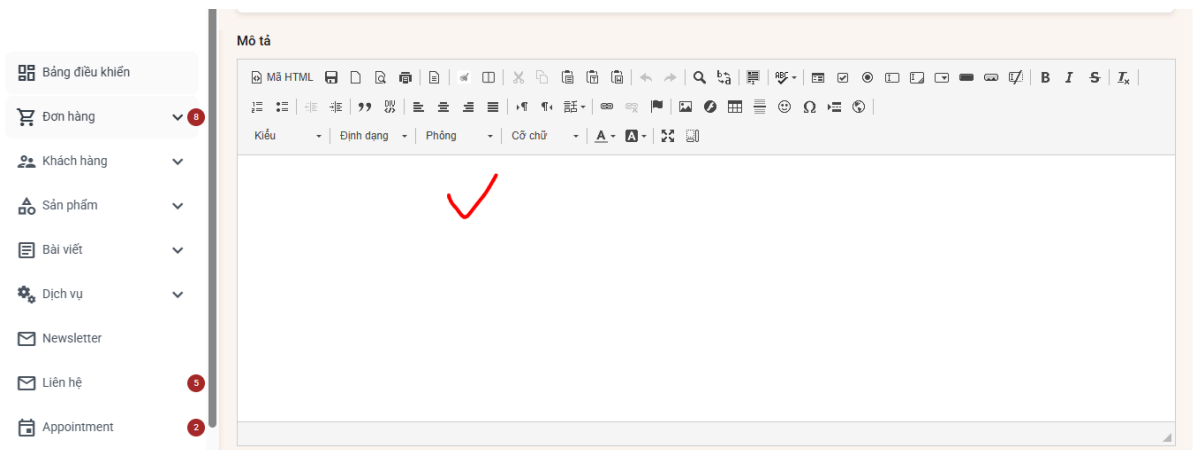 Mô tả
Bảng điều khiển
Đơn hàng
8
Khách hàng
Sản phẩm
Bài viết
Dịch vụ
Newsletter
Liên hệ
5
Appointment
2
Mã HTML
B I S Ix
Kiểu Định dạng Phông Cỡ chữ A A